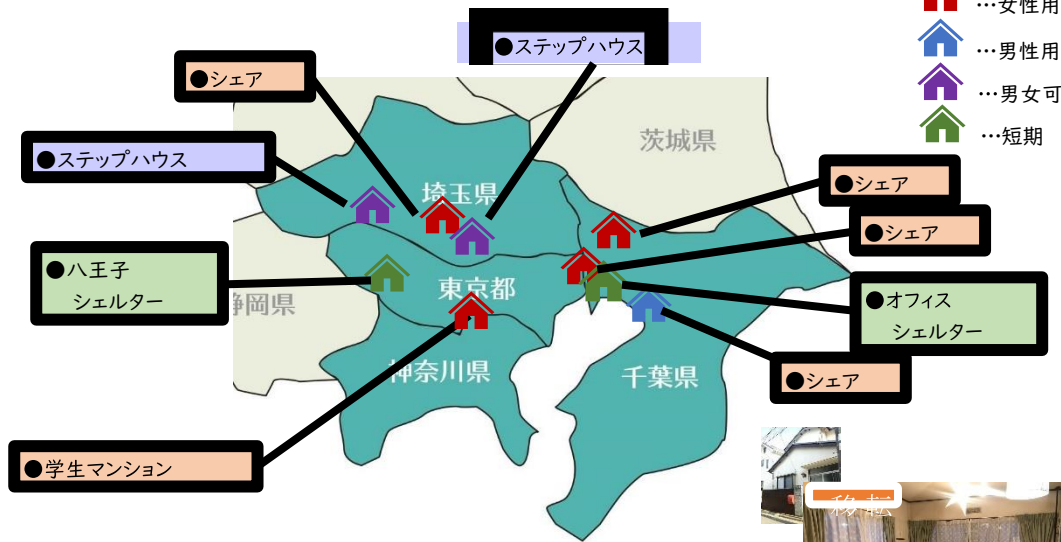 …女性用
…男性用
…男女可
…短期
●ステップハウス
●シェア
●ステップハウス
茨城県
埼玉県
●シェア
●シェア
●八王子
シェルター
静岡県
東京都
●オフィス
シェルター
神奈川県
千葉県
●シェア
●学生マンション
移転